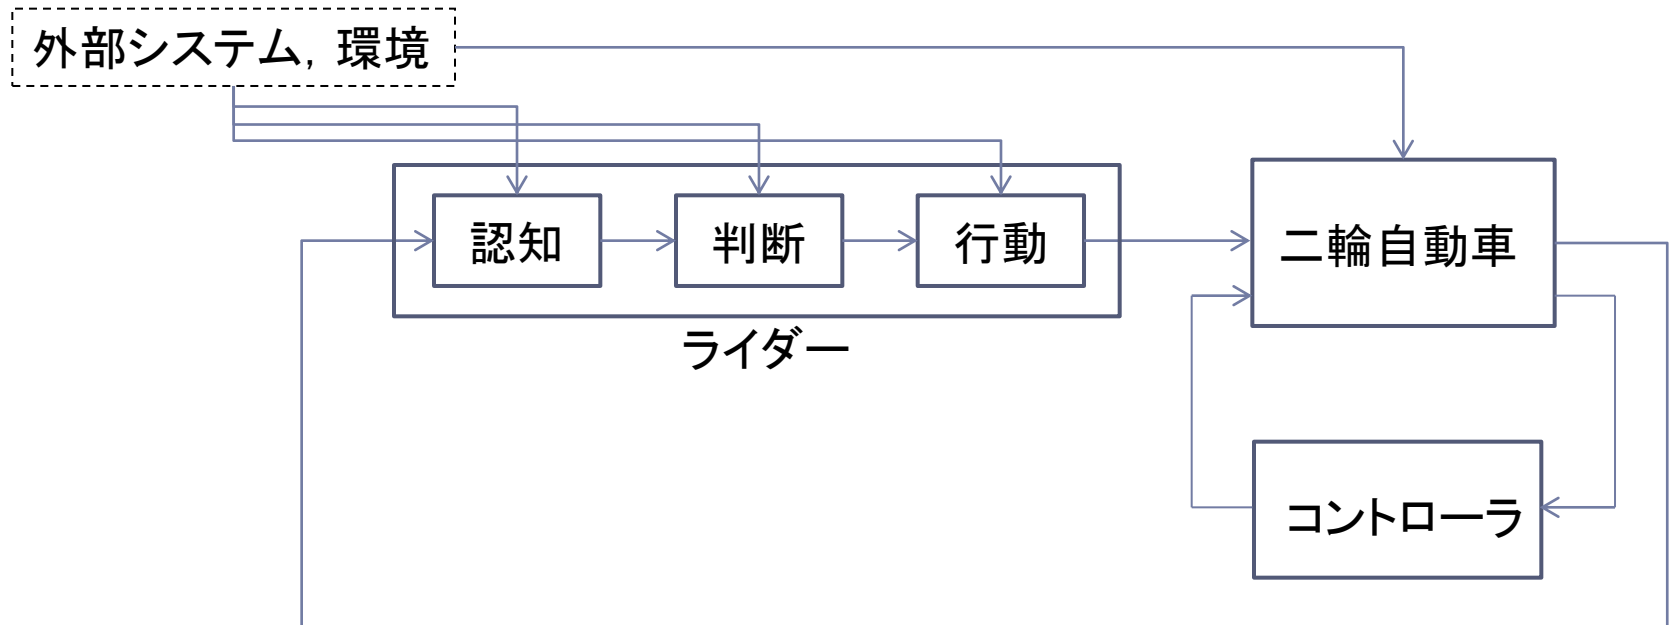 外部システム, 環境
認知
判断
行動
二輪自動車
ライダー
コントローラ